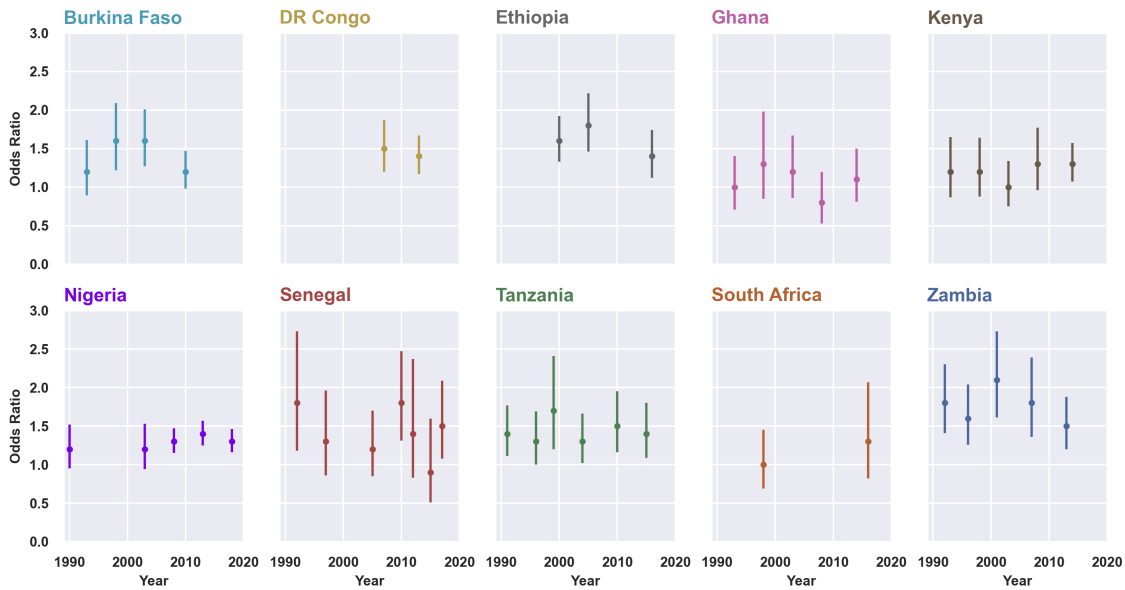 Burkina Faso
DR Congo
Ethiopia
Ghana
Kenya
3.0
2.5
2.0
1.5
1.0
0.5
0.0
Odds Ratio
Nigeria
Senegal
Tanzania
South Africa
Zambia
3.0
2.5
2.0
1.5
1.0
0.5
0.0
Odds Ratio
1990 2000 2010 2020
1990 2000 2010 2020
1990 2000 2010 2020
1990 2000 2010 2020
1990 2000 2010 2020
Year
Year
Year
Year
Year